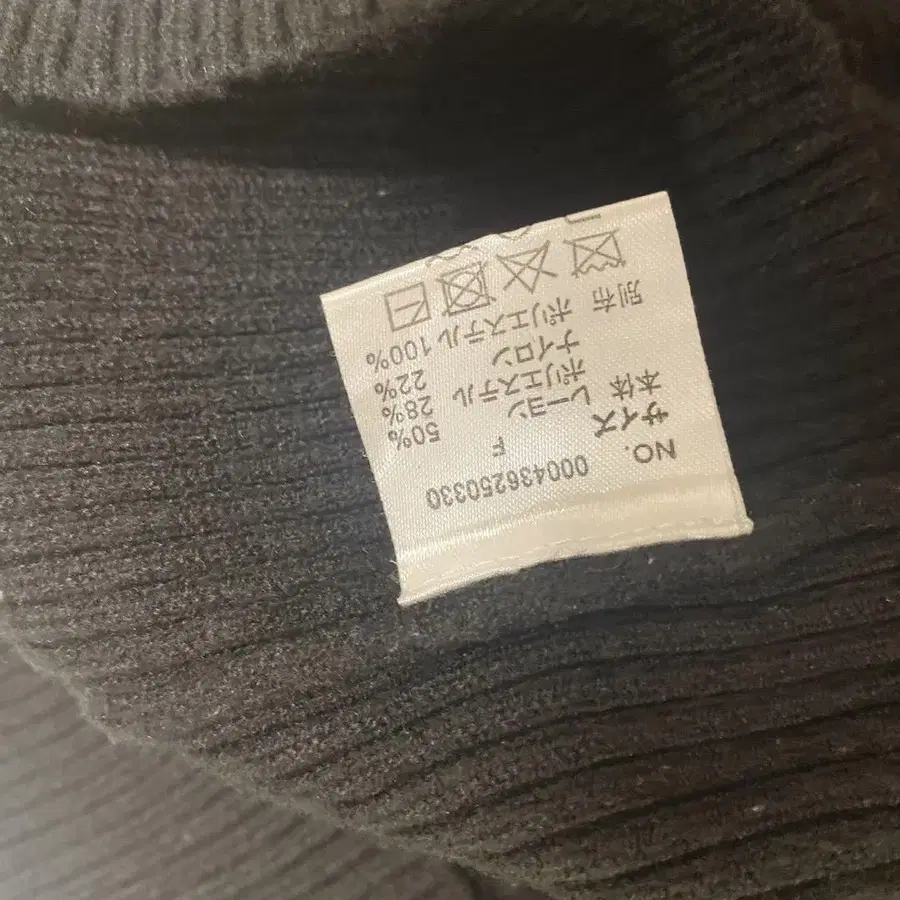 NO. 000436250330
サイズ F
本体 レーヨン 50%
ポリエステル 28%
ナイロン 22%
別布 ポリエステル 100%